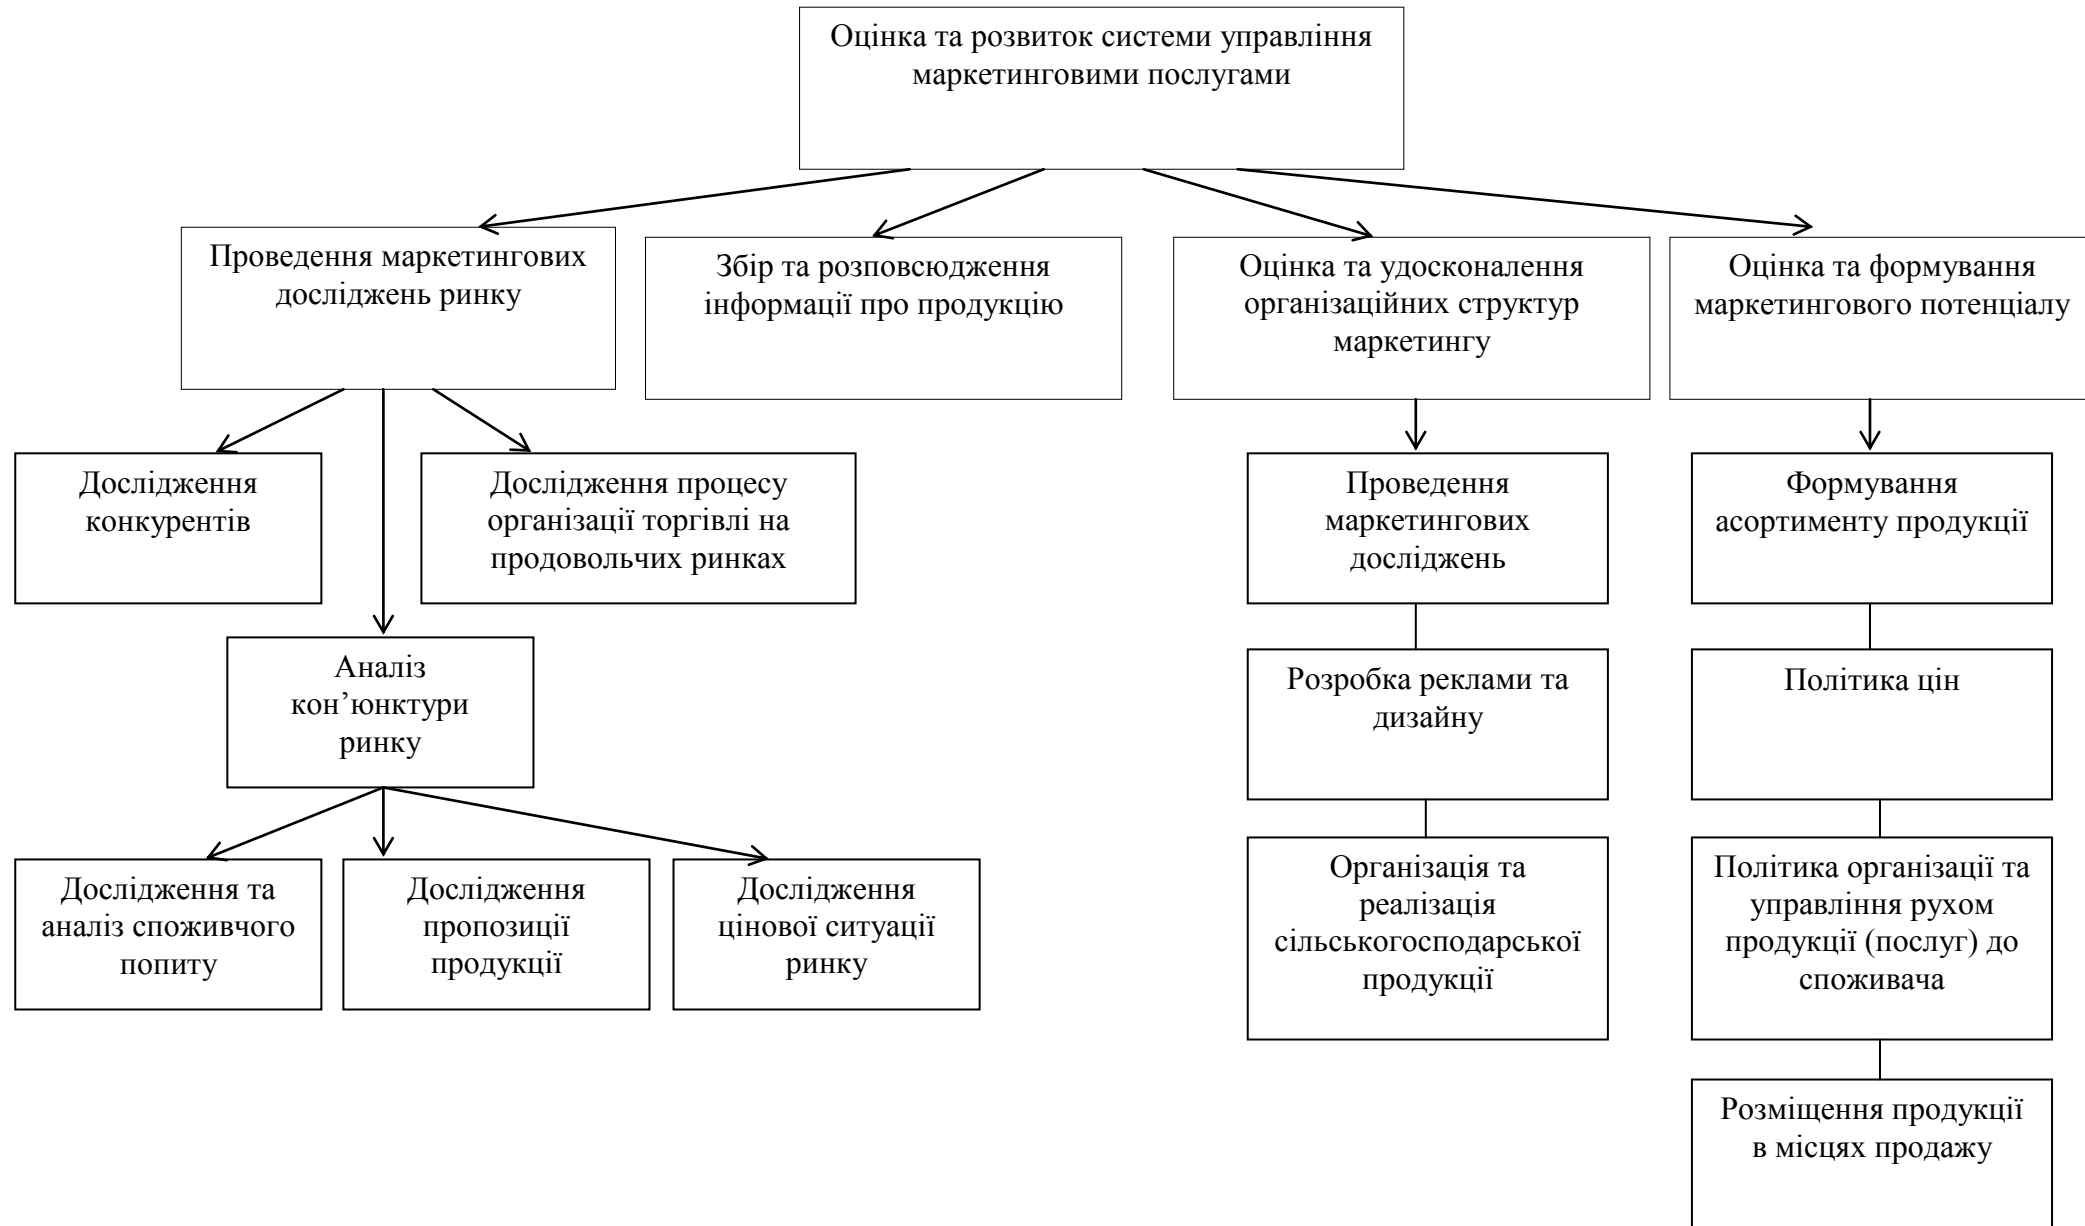 Оцінка та розвиток системи управління
маркетинговими послугами
Проведення маркетингових
досліджень ринку
Збір та розповсюдження
інформації про продукцію
Оцінка та удосконалення
організаційних структур
маркетингу
Оцінка та формування
маркетингового потенціалу
Дослідження
конкурентів
Дослідження процесу
організації торгівлі на
продовольчих ринках
Проведення
маркетингових
досліджень
Формування
асортименту продукції
Аналіз
кон’юнктури
ринку
Розробка реклами та
дизайну
Політика цін
Дослідження та
аналіз споживчого
попиту
Дослідження
пропозиції
продукції
Дослідження
цінової ситуації
ринку
Організація та
реалізація
сільськогосподарської
продукції
Політика організації та
управління рухом
продукції (послуг) до
споживача
Розміщення продукції
в місцях продажу